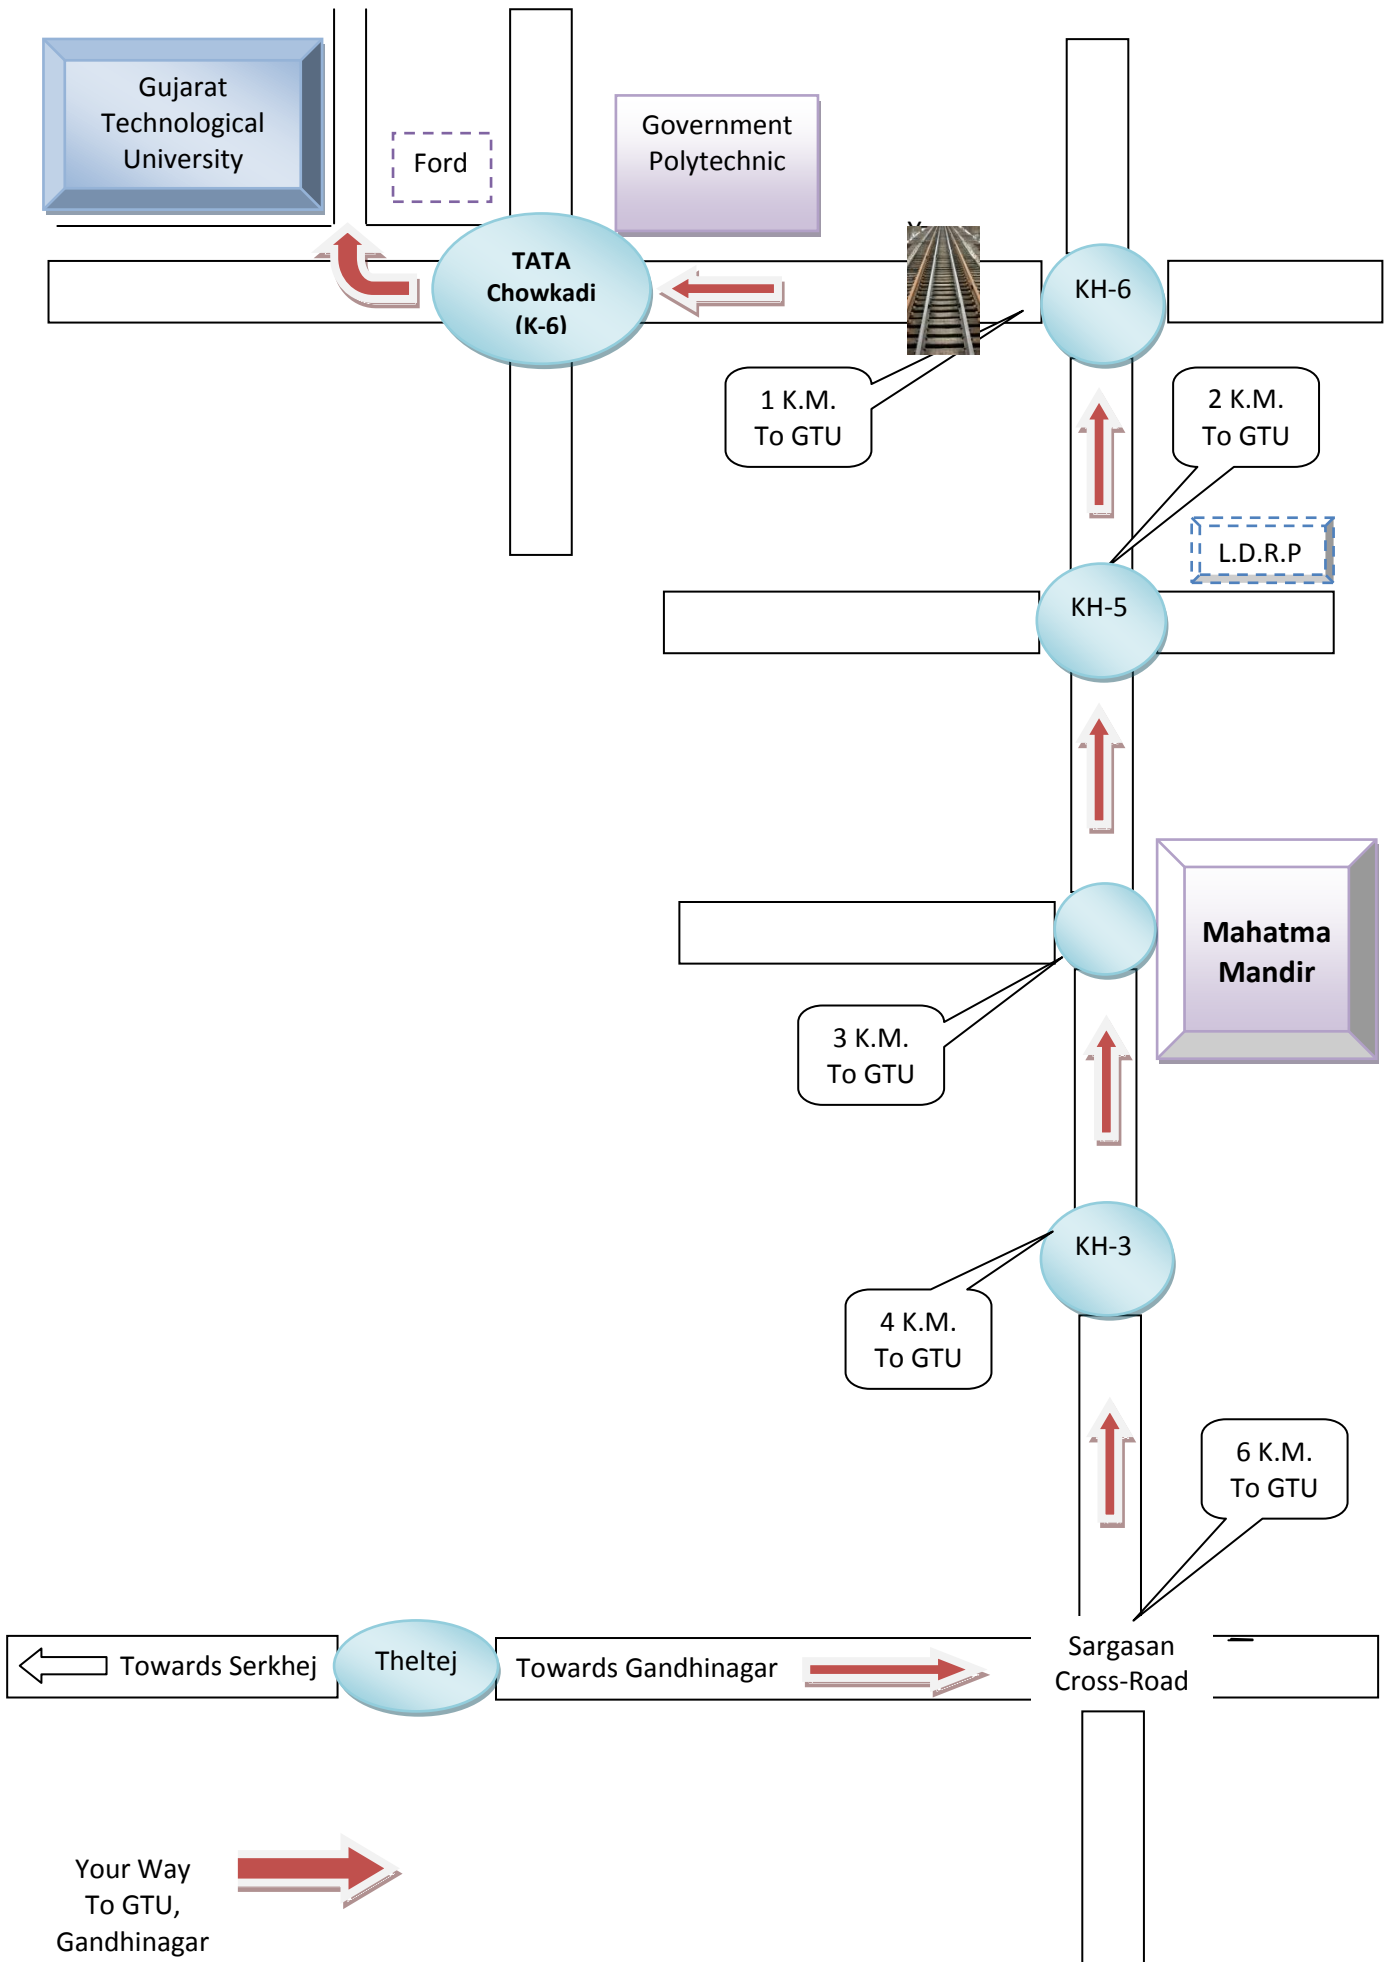 Gujarat
Technological
University
Ford
Government
Polytechnic
TATA
Chowkadi
(K-6)
KH-6
1 K.M.
To GTU
2 K.M.
To GTU
L.D.R.P
KH-5
Mahatma
Mandir
3 K.M.
To GTU
KH-3
4 K.M.
To GTU
6 K.M.
To GTU
Towards Serkhej
Theltej
Towards Gandhinagar
Sargasan
Cross-Road
Your Way
To GTU,
Gandhinagar